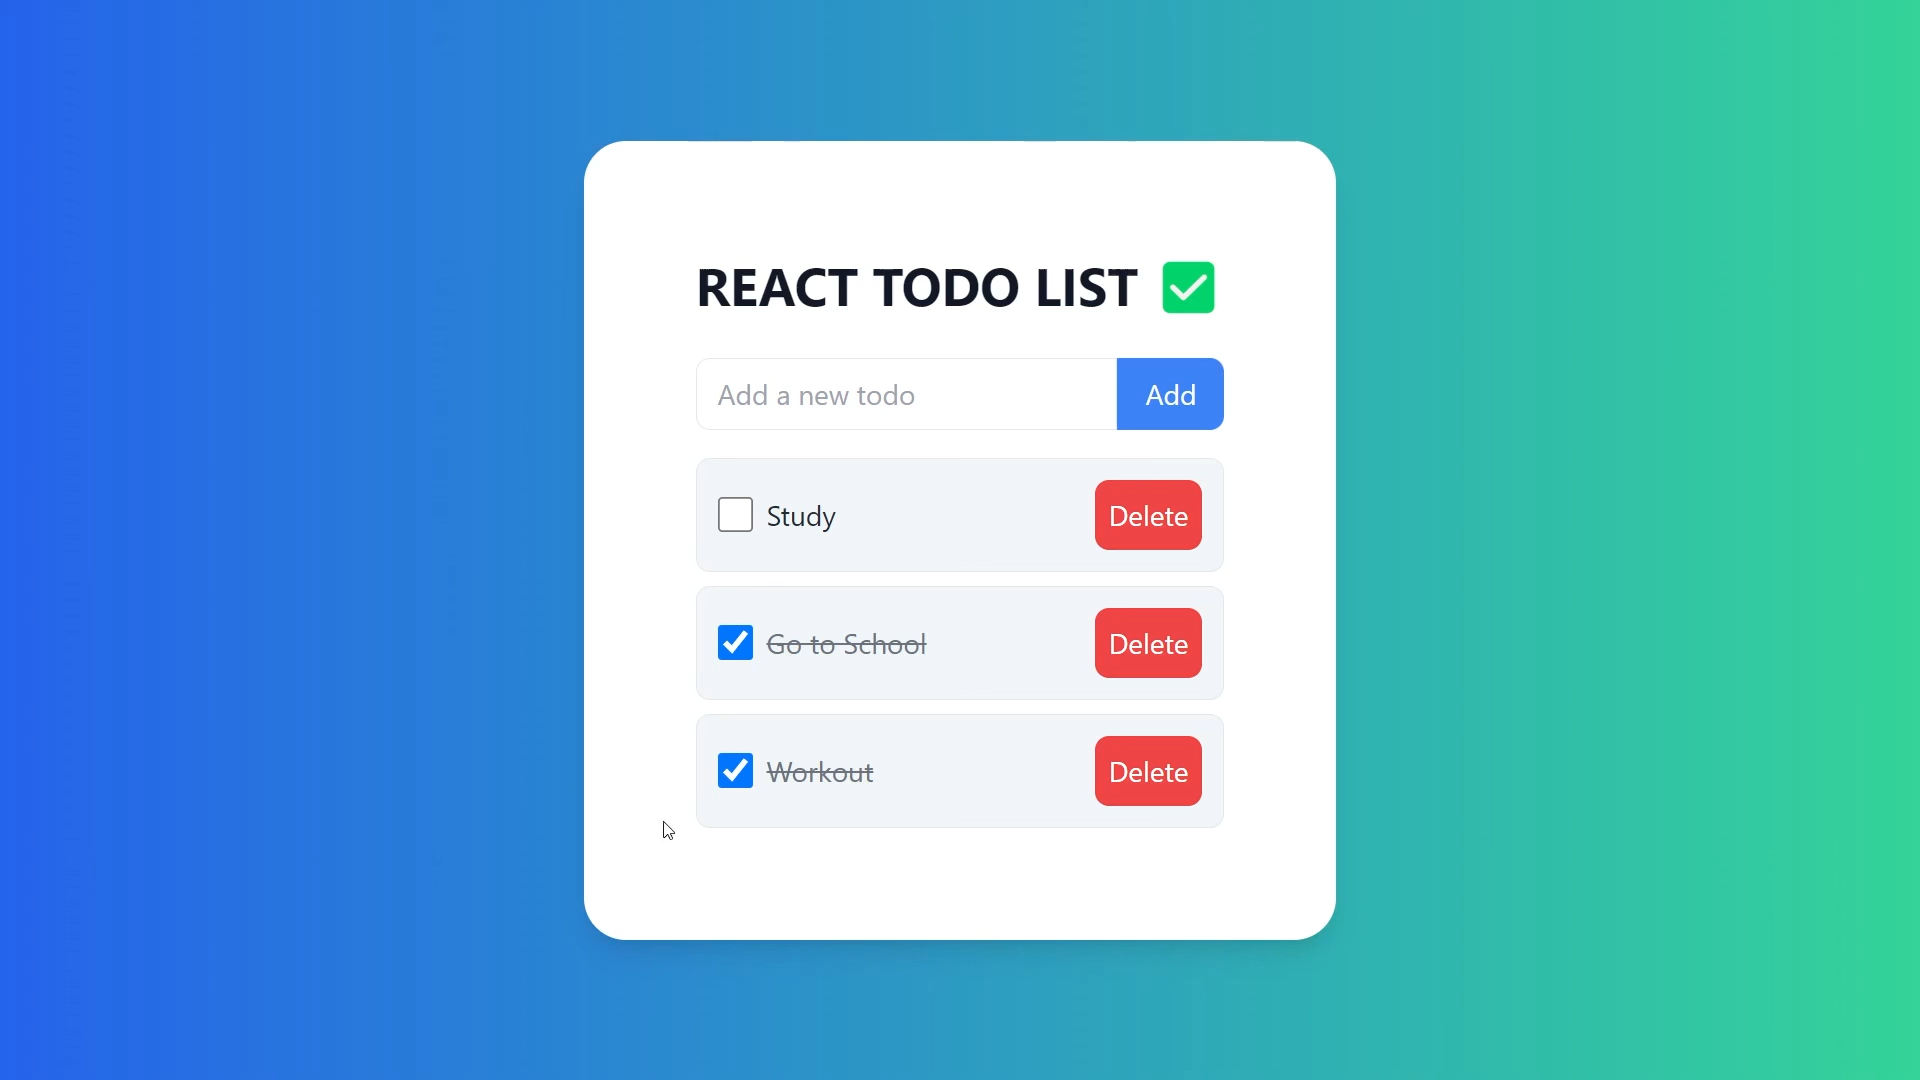 REACT TODO LIST ✅
Add a new todo
Add
Study
Delete
Go to School
Delete
Workout
Delete